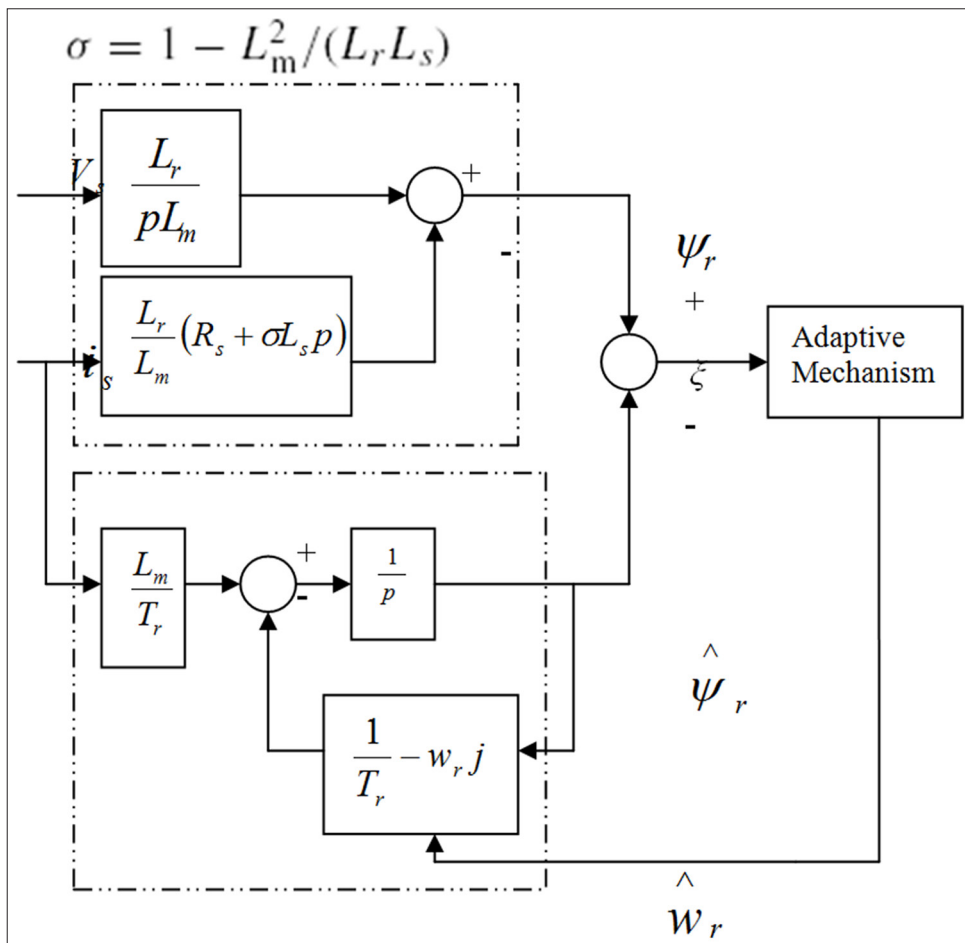 σ = 1 − L_m^2/(L_r L_s)
V_s
L_r
pL_m
+
-
i_s
L_r
L_m
(R_s + σL_s p)
ψ_r
+
ξ
-
Adaptive
Mechanism
L_m
T_r
+
-
1
p
1
T_r
− w_r j
^
ψ_r
^
w_r